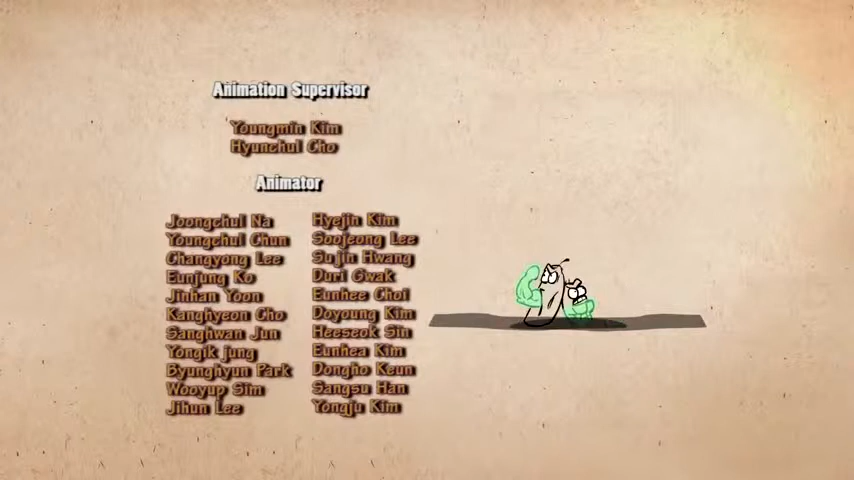 Animation Supervisor
Youngmin Kim
Hyunchul Cho
Animator
Joongchul Na
Youngchul Chun
Changyong Lee
Eunjung Ko
Jinhan Yoon
Kanghyeon Cho
Sanghwan Jun
Yongik jung
Byunghyun Park
Wooyup Sim
Jihun Lee
Hyejin Kim
Soojeong Lee
Sujin Hwang
Duri Gwak
Eunhee Choi
Doyoung Kim
Heeseok Sin
Eunhea Kim
Dongho Keun
Sangsu Han
Yongju Kim